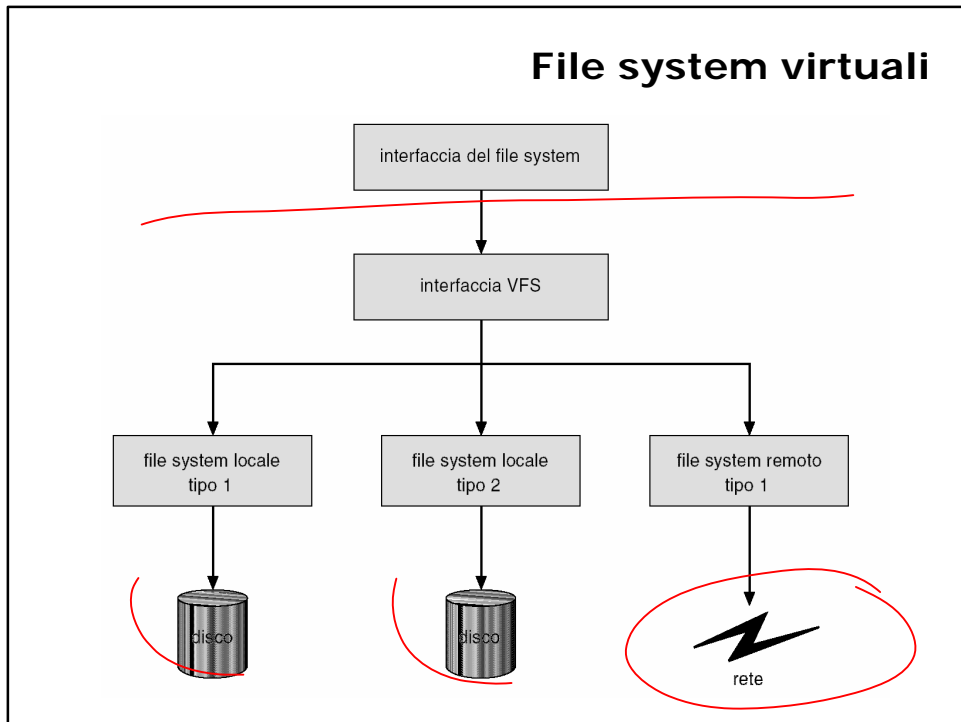 File system virtuali
interfaccia del file system
interfaccia VFS
file system locale
tipo 1
file system locale
tipo 2
file system remoto
tipo 1
disco
disco
rete